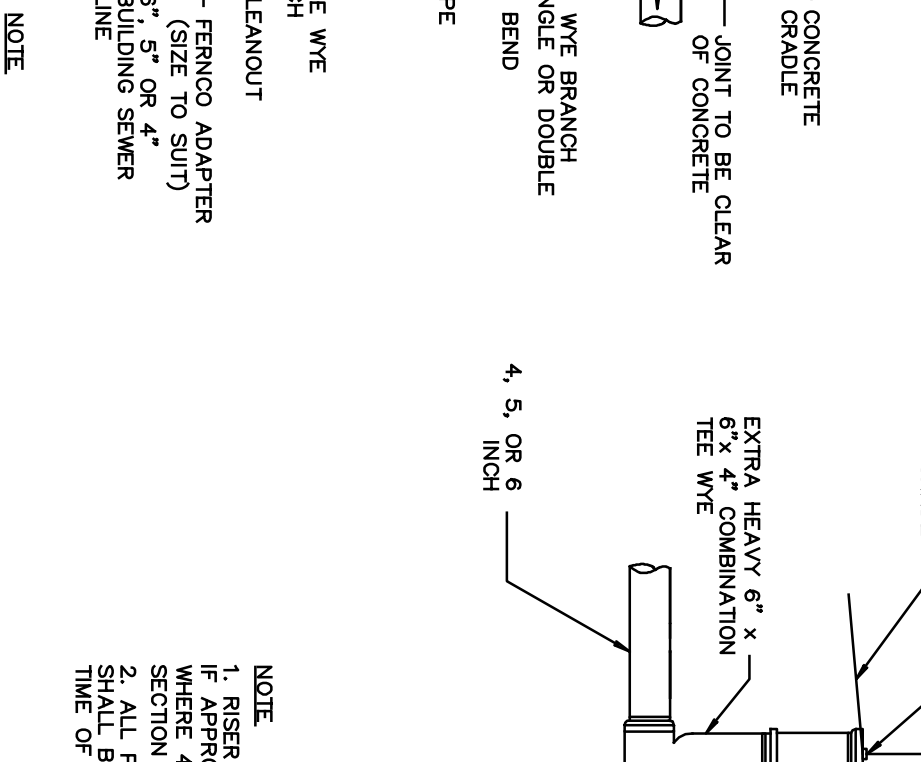 CONCRETE
CRADLE
JOINT TO BE CLEAR
OF CONCRETE
WYE BRANCH
NGLE OR DOUBLE
BEND
PE
E WYE
CH
LEANOUT
FERNCO ADAPTER
(SIZE TO SUIT)
6", 5" OR 4"
BUILDING SEWER
LINE
NOTE
EXTRA HEAVY 6" x
6"x 4" COMBINATION
TEE WYE
4, 5, OR 6
INCH
NOTE
1. RISER
IF APPRO
WHERE 4
SECTION
2. ALL
SHALL B
TIME OF